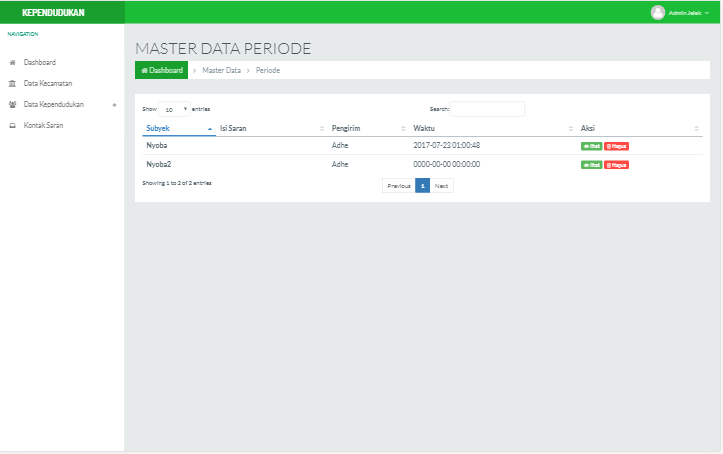 KEPENDUDUKAN
Admin Jelek
NAVIGATION
Dashboard
Data Kecamatan
Data Kependudukan +
Kontak Saran
MASTER DATA PERIODE
Dashboard > Master Data > Periode
Show 10 entries Search:
Subyek Isi Saran Pengirim Waktu Aksi
Nyoba Adhe 2017-07-23 01:00:48 lihat Hapus
Nyoba2 Adhe 0000-00-00 00:00:00 lihat Hapus
Showing 1 to 2 of 2 entries
Previous 1 Next